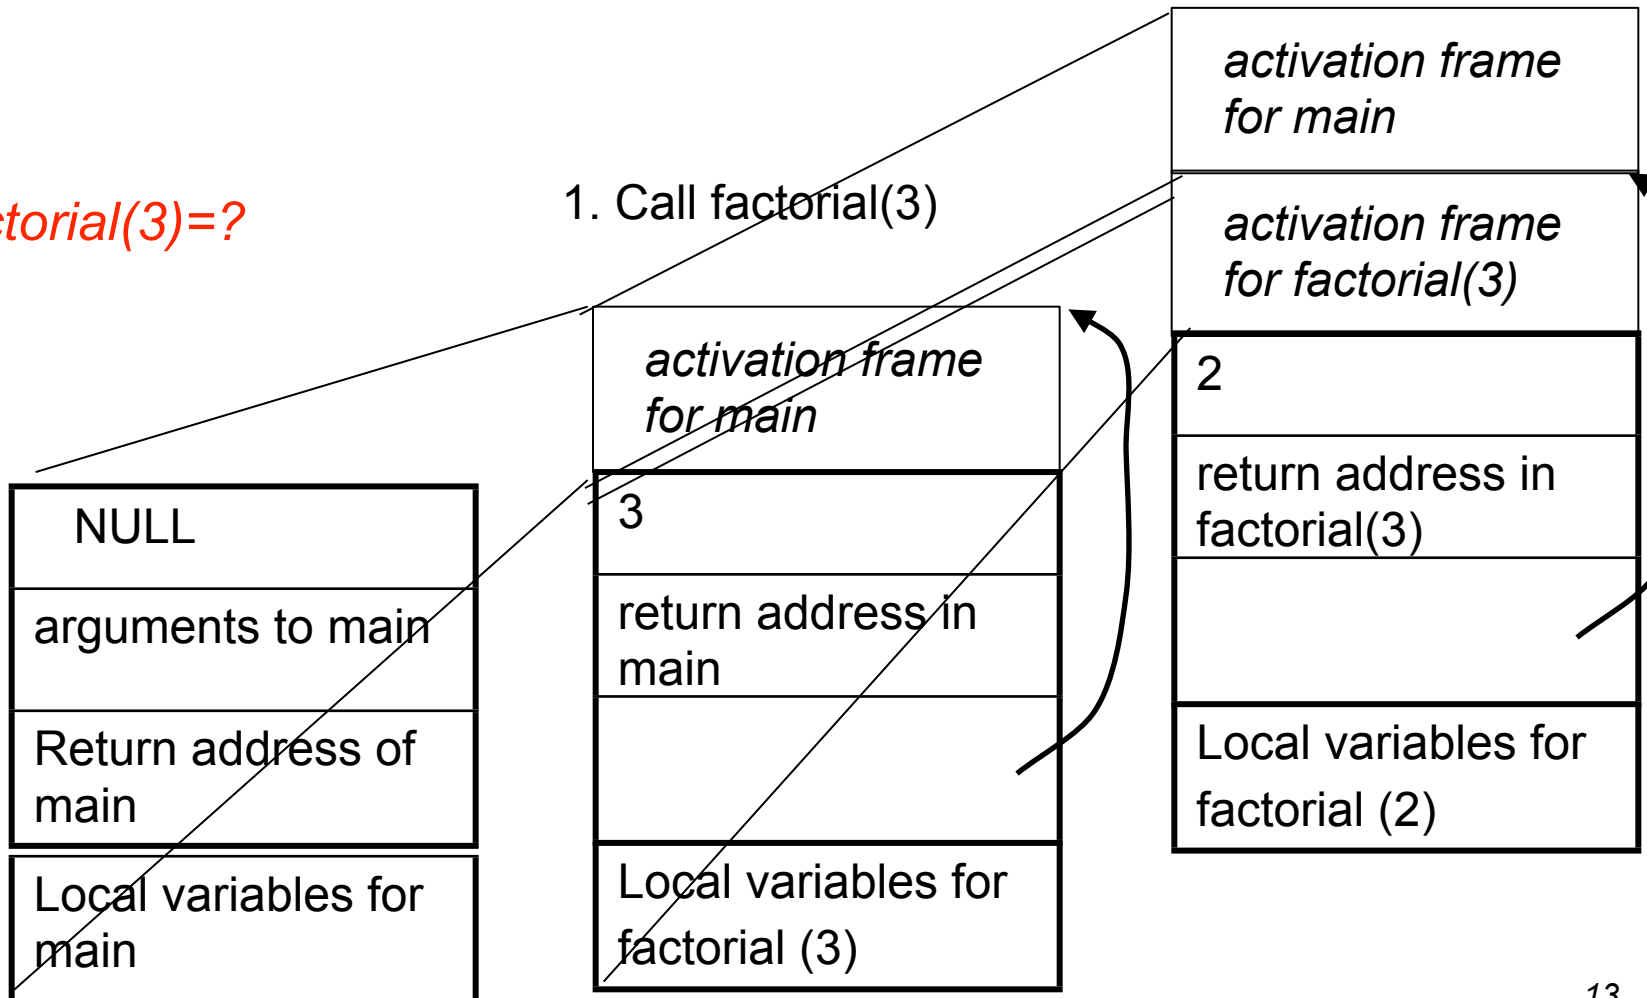 ctorial(3)=?
1. Call factorial(3)
NULL
arguments to main
Return address of
main
Local variables for
main
activation frame
for main
3
return address in
main
Local variables for
factorial (3)
activation frame
for main
activation frame
for factorial(3)
2
return address in
factorial(3)
Local variables for
factorial (2)
13